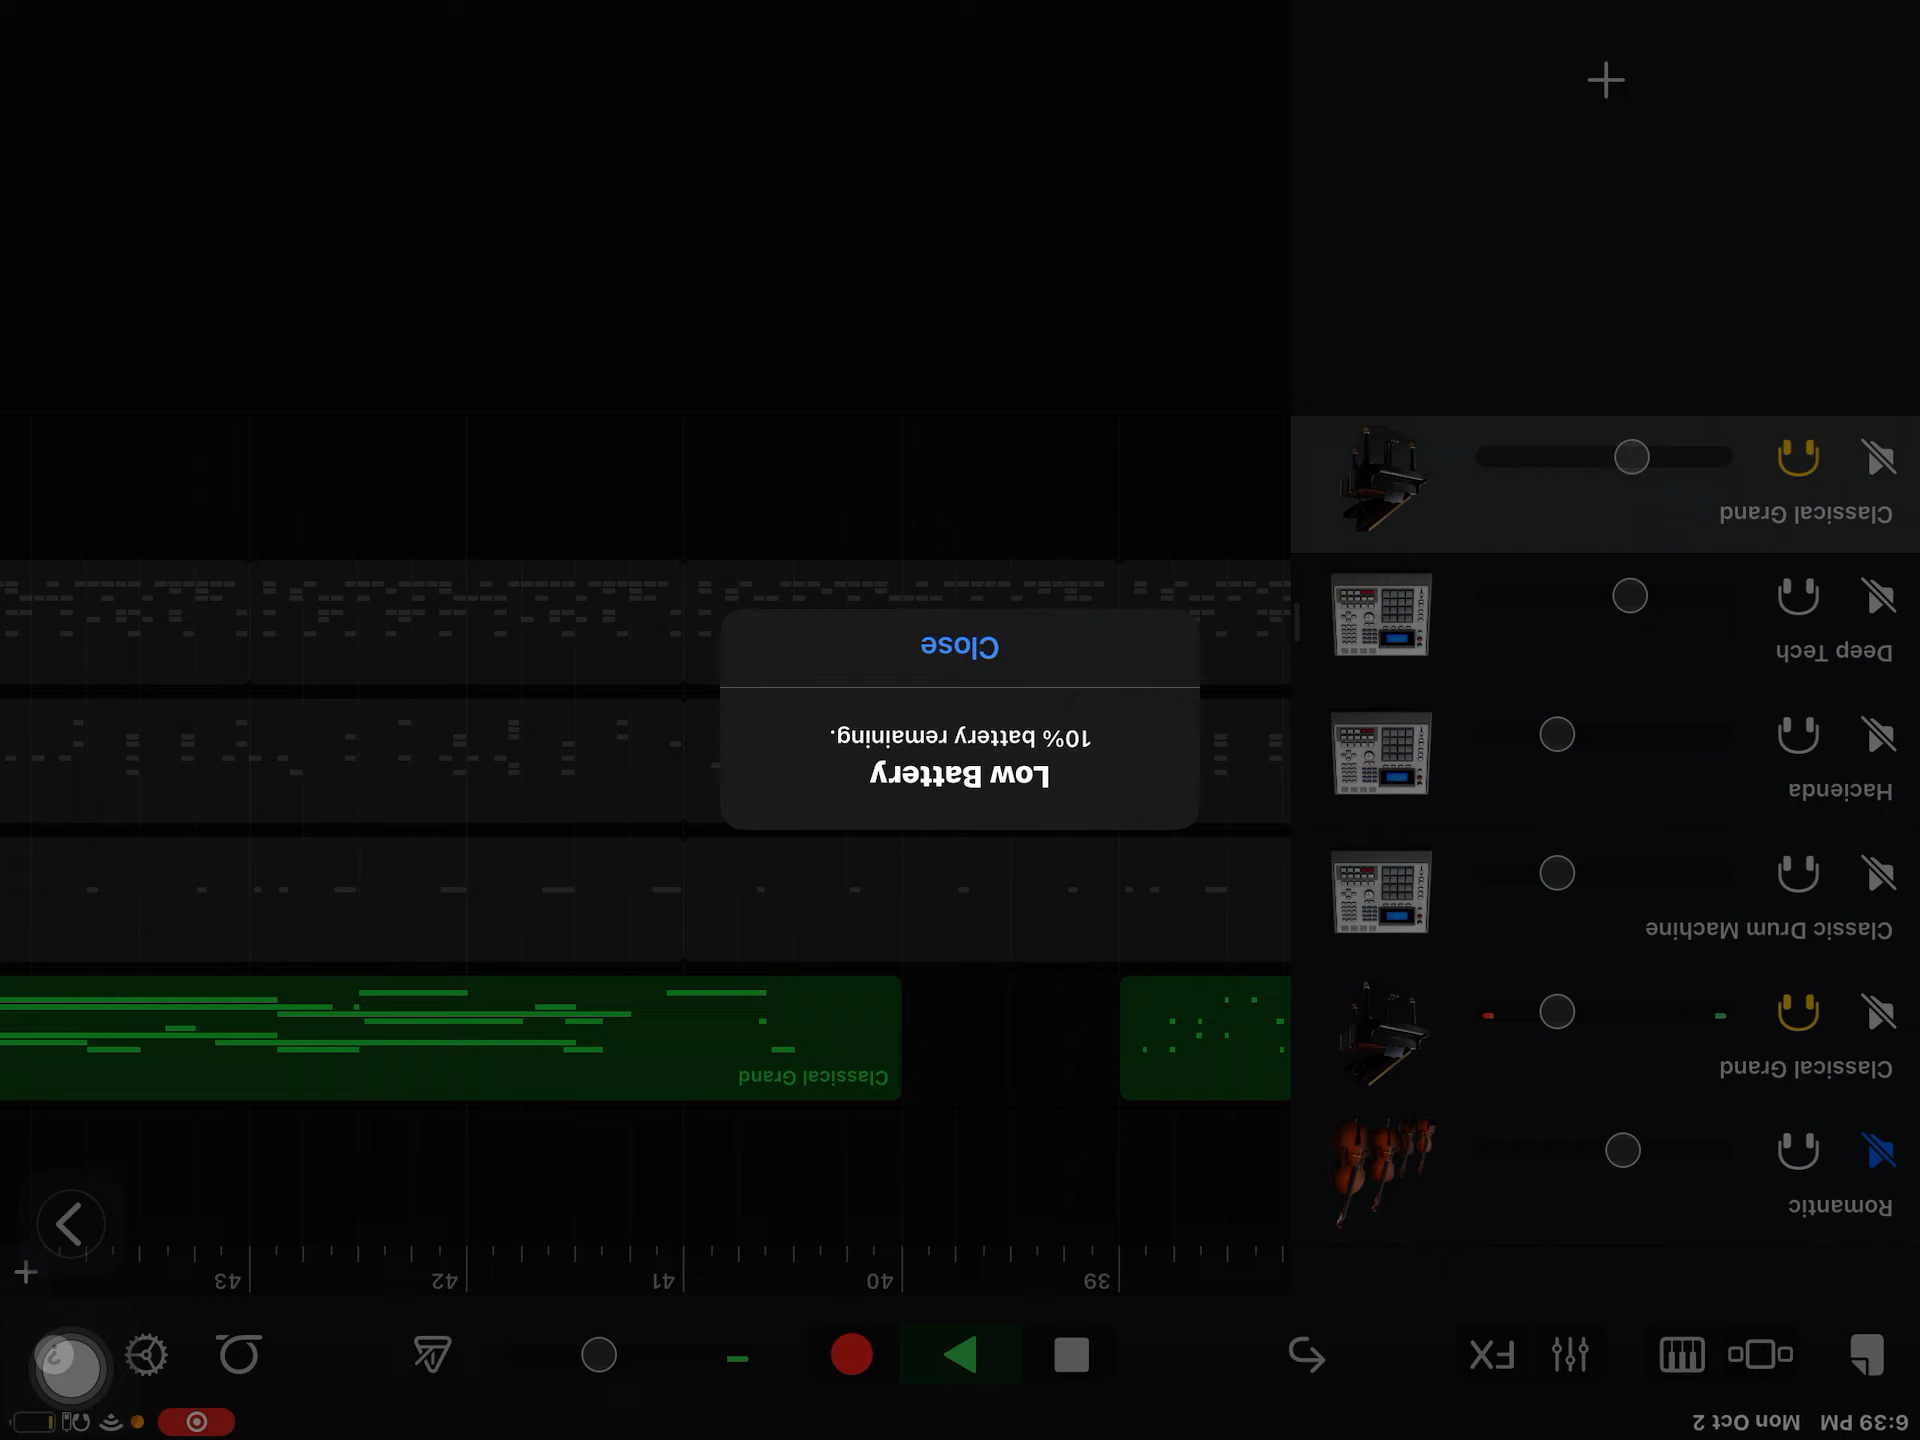 6:39 PM Mon Oct 2
FX
39 40 41 42 43
Romantic
Classical Grand
Classical Grand
Classic Drum Machine
Hacienda
Deep Tech
Classical Grand
Low Battery
10% battery remaining.
Close